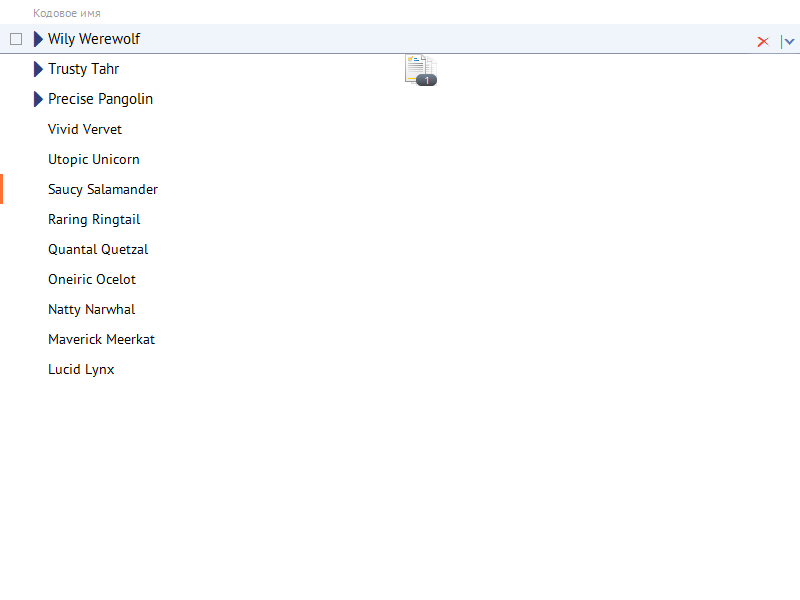 Кодовое имя
Wily Werewolf
Trusty Tahr
1
Precise Pangolin
Vivid Vervet
Utopic Unicorn
Saucy Salamander
Raring Ringtail
Quantal Quetzal
Oneiric Ocelot
Natty Narwhal
Maverick Meerkat
Lucid Lynx